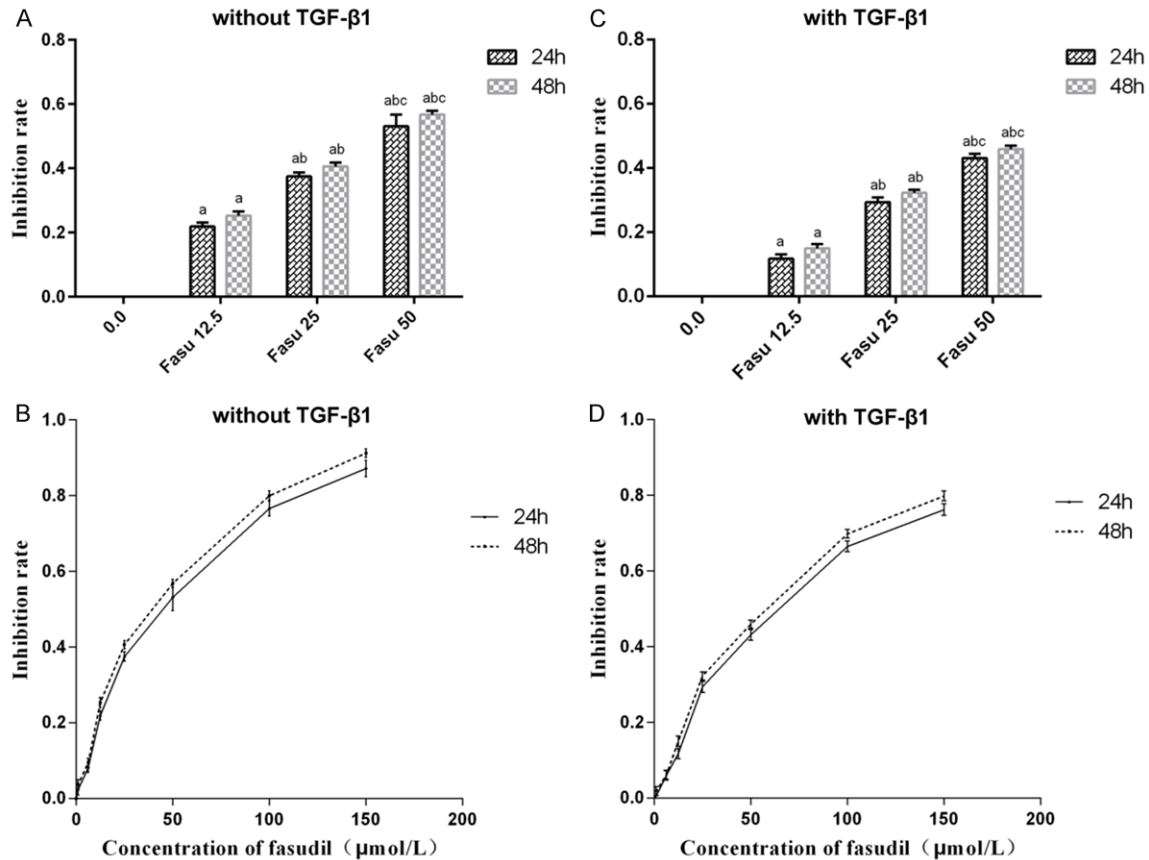 A
without TGF-β1
Inhibition rate
0.8
0.6
0.4
0.2
0.0
a
a
ab
ab
abc
abc
0.0
Fasu 12.5
Fasu 25
Fasu 50
24h
48h
C
with TGF-β1
Inhibition rate
0.8
0.6
0.4
0.2
0.0
a
a
ab
ab
abc
abc
0.0
Fasu 12.5
Fasu 25
Fasu 50
24h
48h
B
without TGF-β1
Inhibition rate
1.0
0.8
0.6
0.4
0.2
0.0
0
50
100
150
200
Concentration of fasudil（μmol/L）
24h
48h
D
with TGF-β1
Inhibition rate
1.0
0.8
0.6
0.4
0.2
0.0
0
50
100
150
200
Concentration of fasudil（μmol/L）
24h
48h